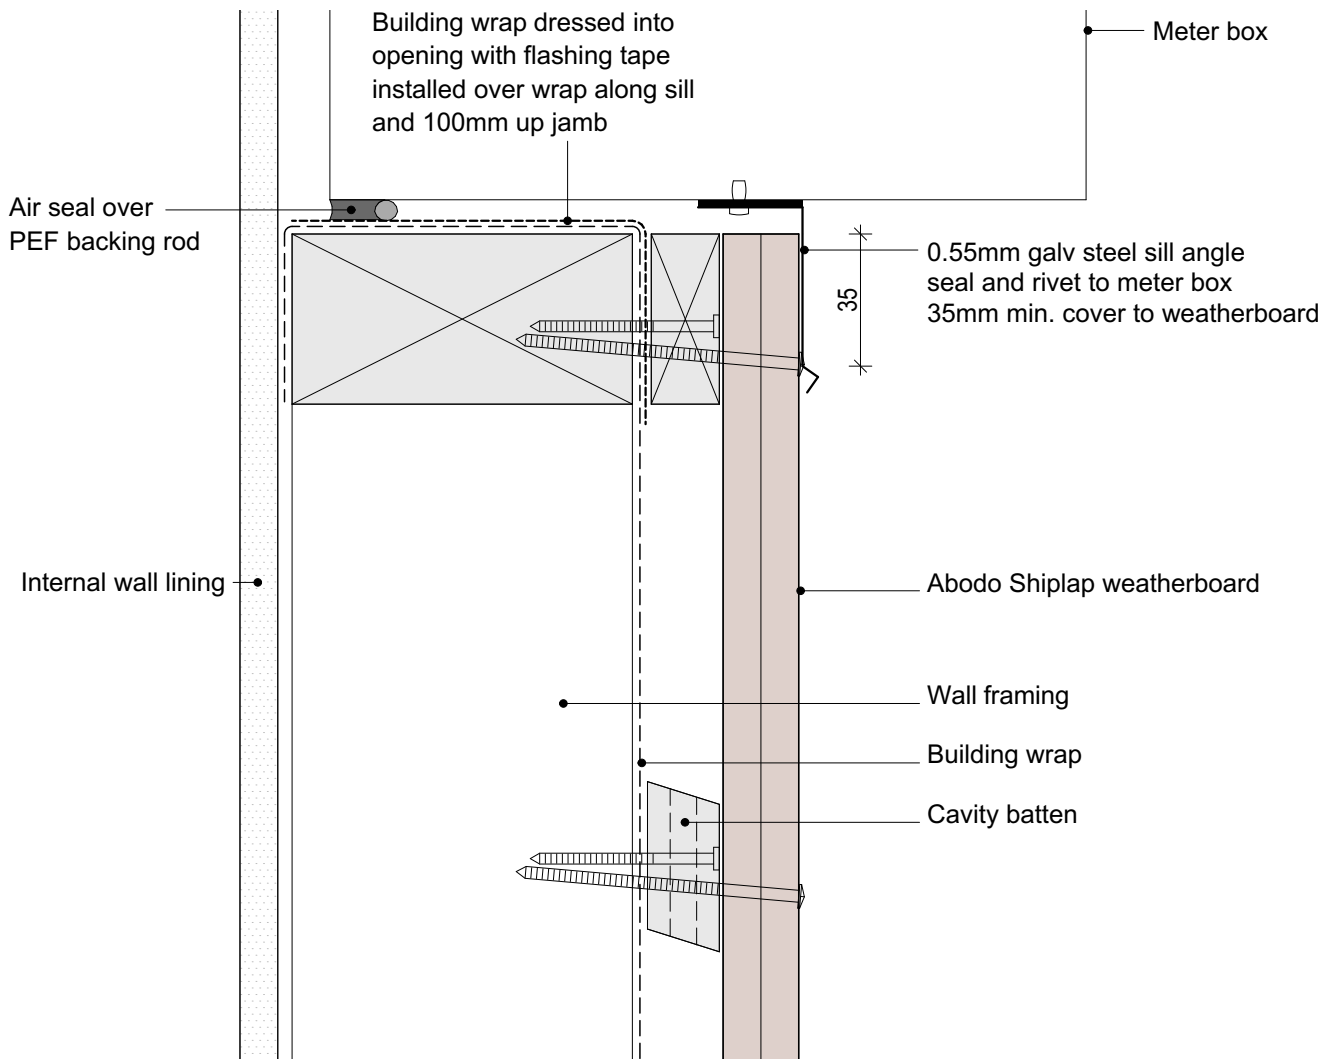 Building wrap dressed into
opening with flashing tape
installed over wrap along sill
and 100mm up jamb
Meter box
Air seal over
PEF backing rod
0.55mm galv steel sill angle
seal and rivet to meter box
35mm min. cover to weatherboard
35
Internal wall lining
Abodo Shiplap weatherboard
Wall framing
Building wrap
Cavity batten